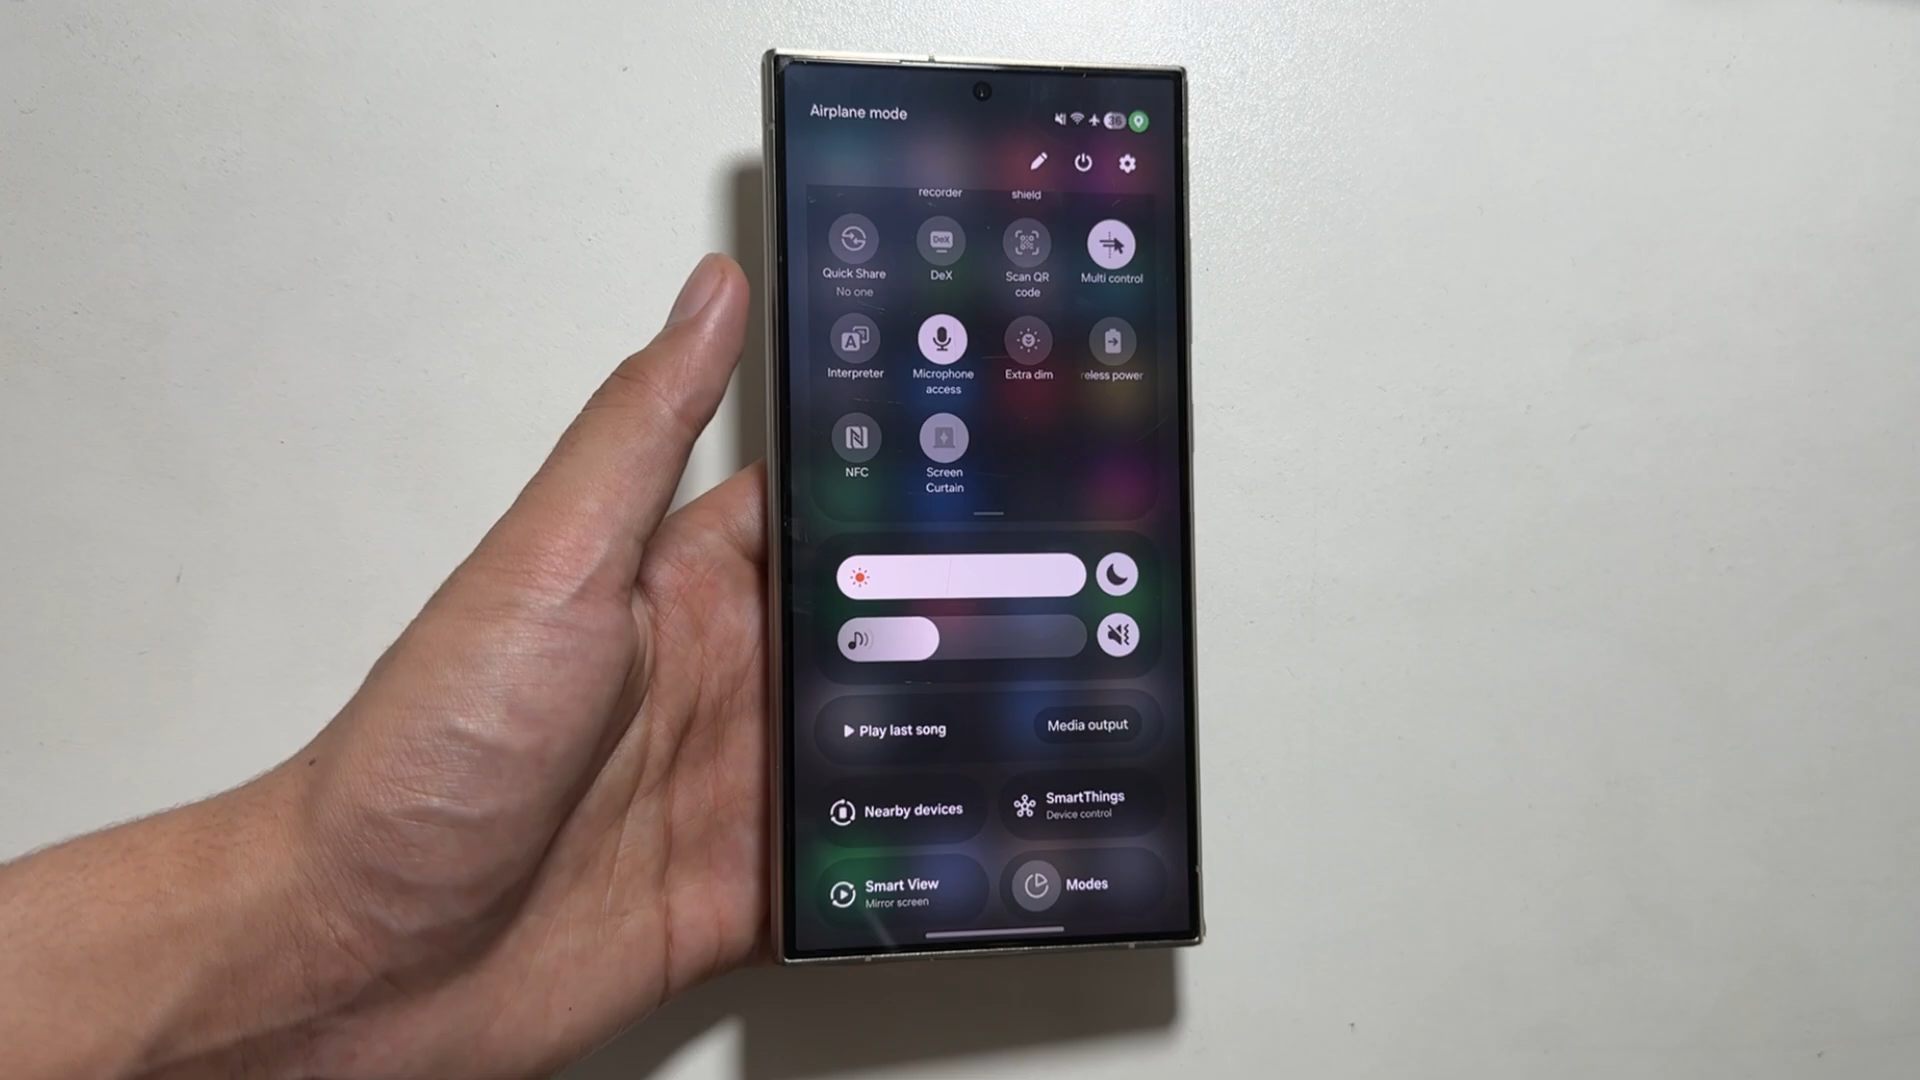 Airplane mode
36
recorder
shield
Quick Share
No one
DeX
DeX
Scan QR
code
Multi control
A
Interpreter
Microphone
access
Extra dim
reless power
N
NFC
Screen
Curtain
Play last song
Media output
Nearby devices
SmartThings
Device control
Smart View
Mirror screen
Modes